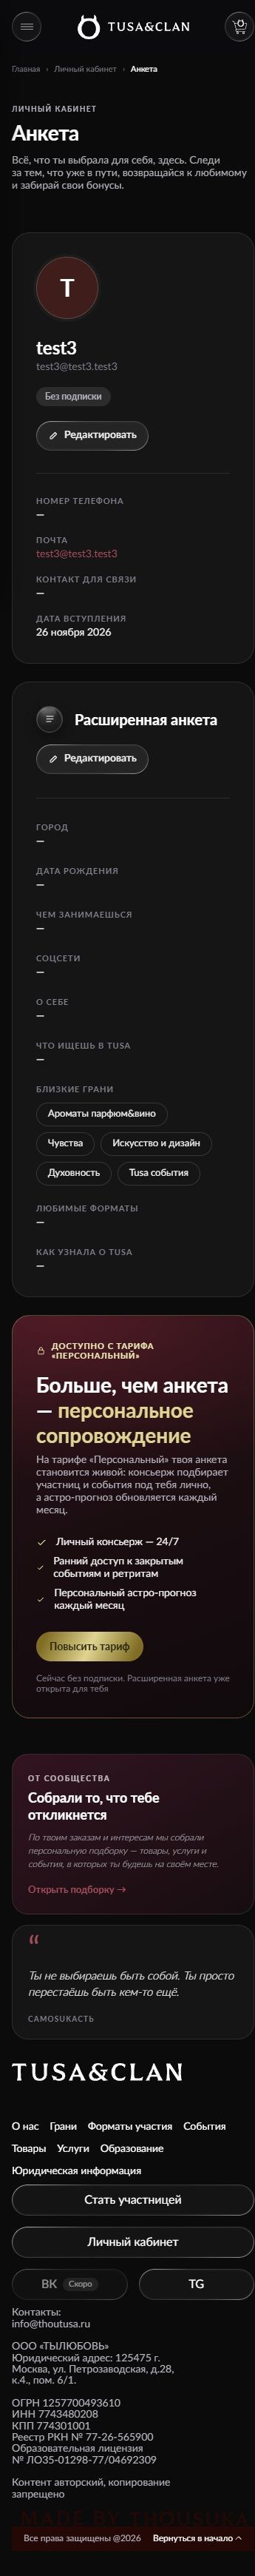 TUSA&CLAN
0
Главная › Личный кабинет › Анкета
ЛИЧНЫЙ КАБИНЕТ
Анкета
Всё, что ты выбрала для себя, здесь. Следи
за тем, что уже в пути, возвращайся к любимому
и забирай свои бонусы.
T
test3
test3@test3.test3
Без подписки
Редактировать
НОМЕР ТЕЛЕФОНА
—
ПОЧТА
test3@test3.test3
КОНТАКТ ДЛЯ СВЯЗИ
—
ДАТА ВСТУПЛЕНИЯ
26 ноября 2026
Расширенная анкета
Редактировать
ГОРОД
—
ДАТА РОЖДЕНИЯ
—
ЧЕМ ЗАНИМАЕШЬСЯ
—
СОЦСЕТИ
—
О СЕБЕ
—
ЧТО ИЩЕШЬ В TUSA
—
БЛИЗКИЕ ГРАНИ
Ароматы парфюм&вино
Чувства Искусство и дизайн
Духовность Tusa события
ЛЮБИМЫЕ ФОРМАТЫ
—
КАК УЗНАЛА О TUSA
—
ДОСТУПНО С ТАРИФА
«ПЕРСОНАЛЬНЫЙ»
Больше, чем анкета
— персональное
сопровождение
На тарифе «Персональный» твоя анкета
становится живой: консьерж подбирает
участниц и события под тебя лично,
а астро-прогноз обновляется каждый
месяц.
Личный консьерж — 24/7
Ранний доступ к закрытым
событиям и ретритам
Персональный астро-прогноз
каждый месяц
Повысить тариф
Сейчас без подписки. Расширенная анкета уже
открыта для тебя
ОТ СООБЩЕСТВА
Собрали то, что тебе
откликнется
По твоим заказам и интересам мы собрали
персональную подборку — товары, услуги и
события, в которых ты будешь на своём месте.
Открыть подборку →
“
Ты не выбираешь быть собой. Ты просто
перестаёшь быть кем-то ещё.
САМОSUКАСТЬ
TUSA&CLAN
О нас Грани Форматы участия События
Товары Услуги Образование
Юридическая информация
Стать участницей
Личный кабинет
ВК Скоро TG
Контакты:
info@thoutusa.ru
ООО «ТЫЛЮБОВЬ»
Юридический адрес: 125475 г.
Москва, ул. Петрозаводская, д.28,
к.4., пом. 6/1.
ОГРН 1257700493610
ИНН 7743480208
КПП 774301001
Реестр РКН № 77-26-565900
Образовательная лицензия
№ ЛО35-01298-77/04692309
Контент авторский, копирование
запрещено
MADE BY THOUSUKA
Все права защищены @2026 Вернуться в начало